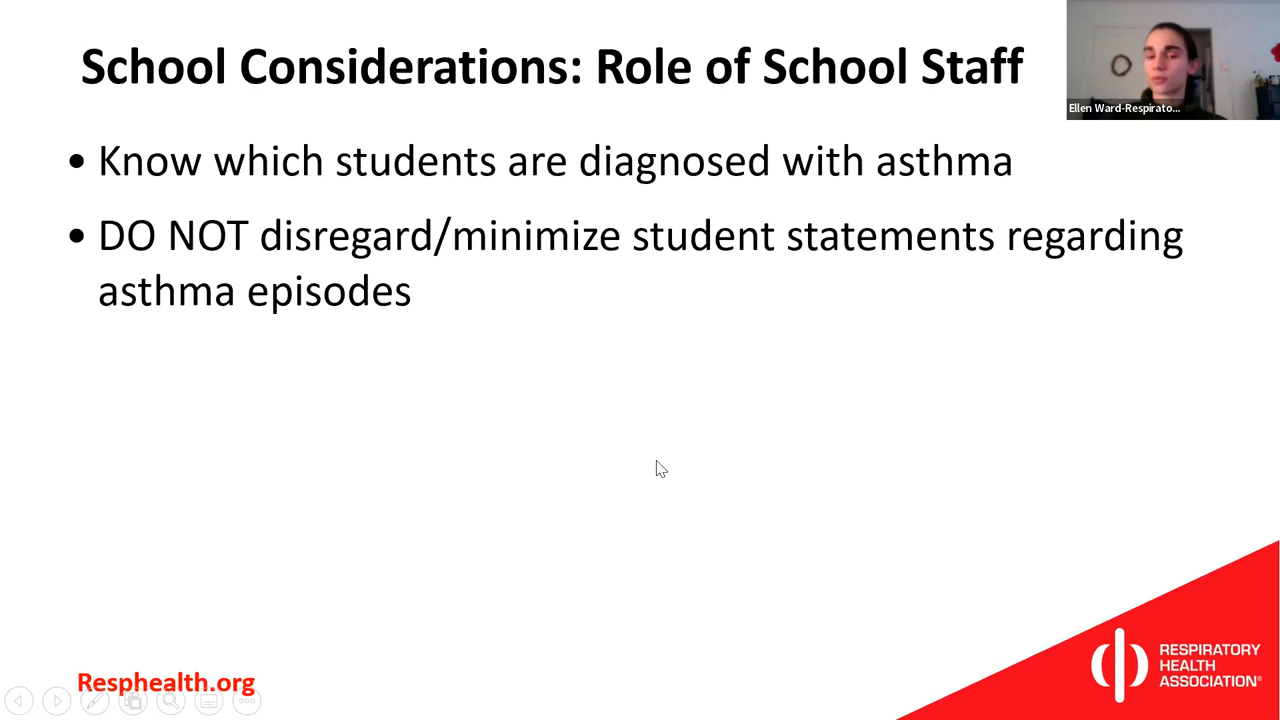 School Considerations: Role of School Staff
Ellen Ward-Respirato...
• Know which students are diagnosed with asthma
• DO NOT disregard/minimize student statements regarding
asthma episodes
RESPIRATORY
HEALTH
ASSOCIATION®
Resphealth.org